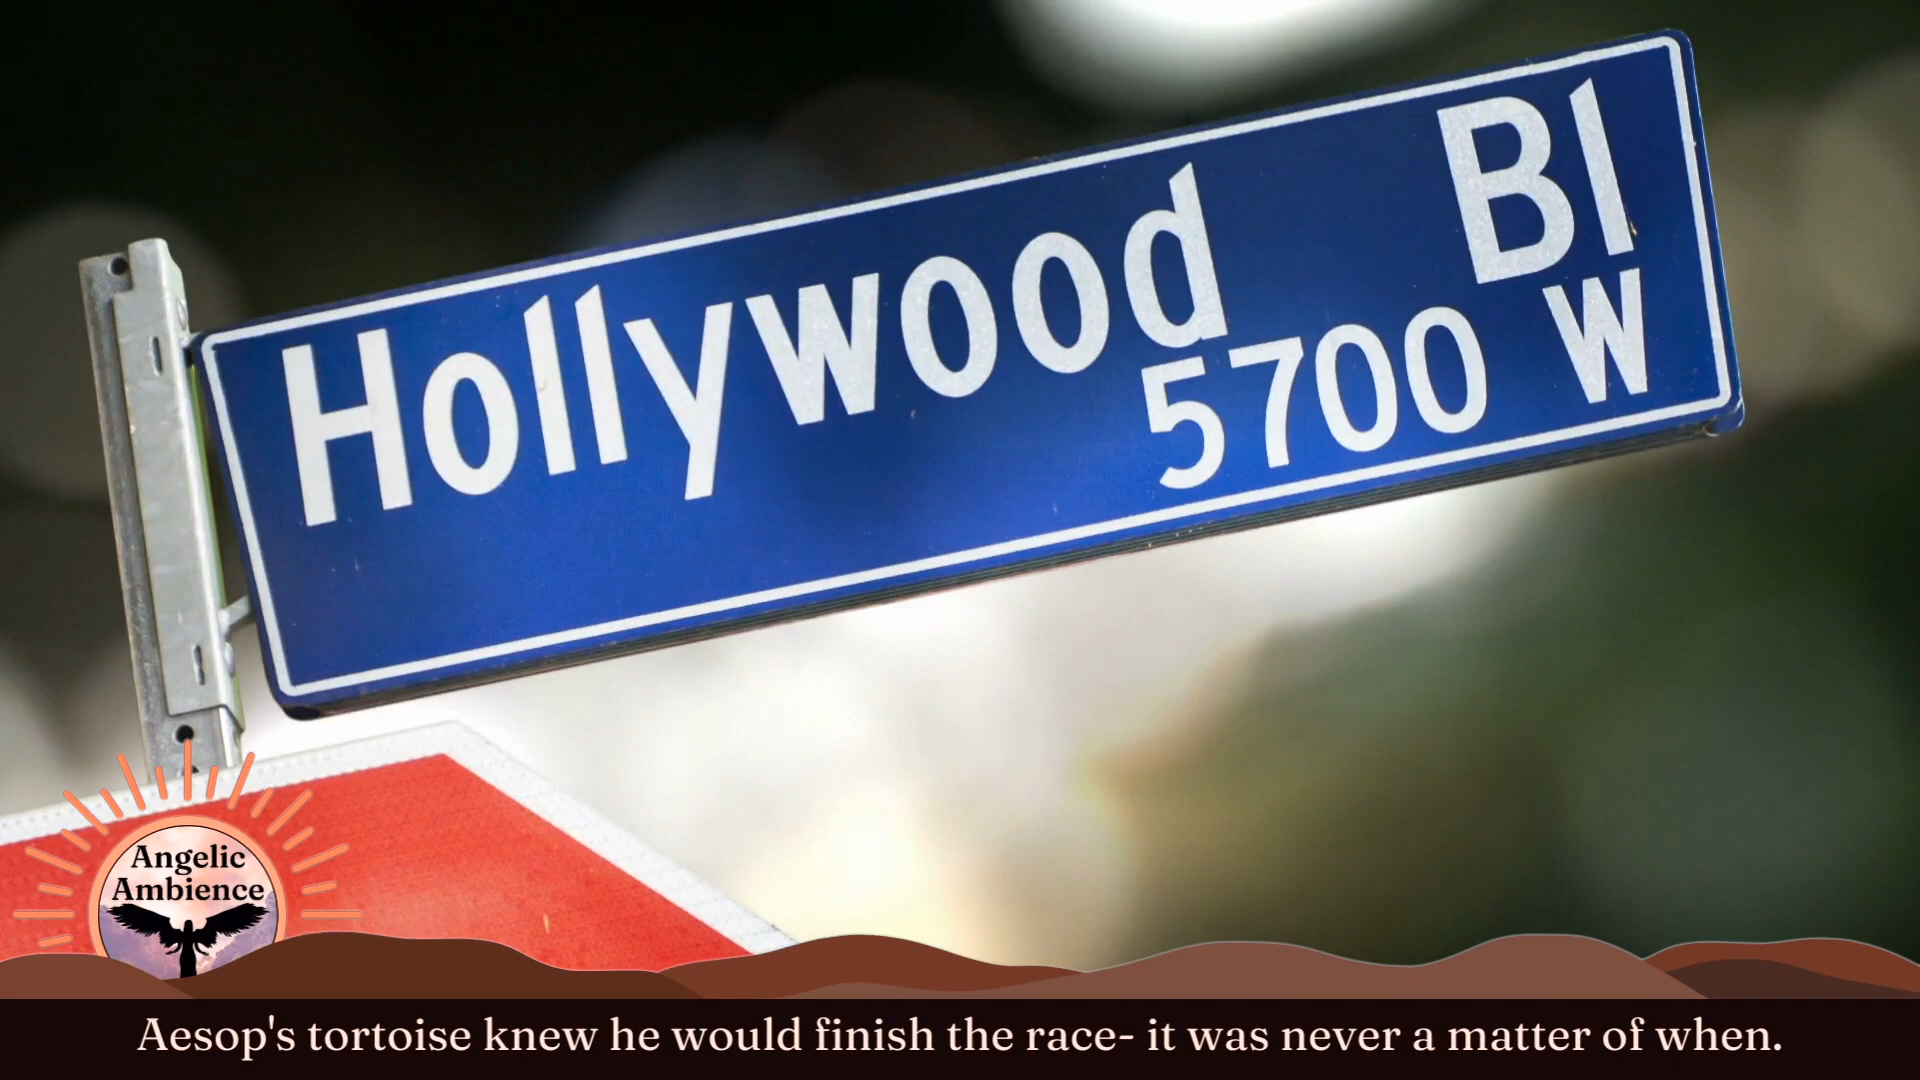 Hollywood Bl
5700 W
Angelic
Ambience
Aesop's tortoise knew he would finish the race- it was never a matter of when.